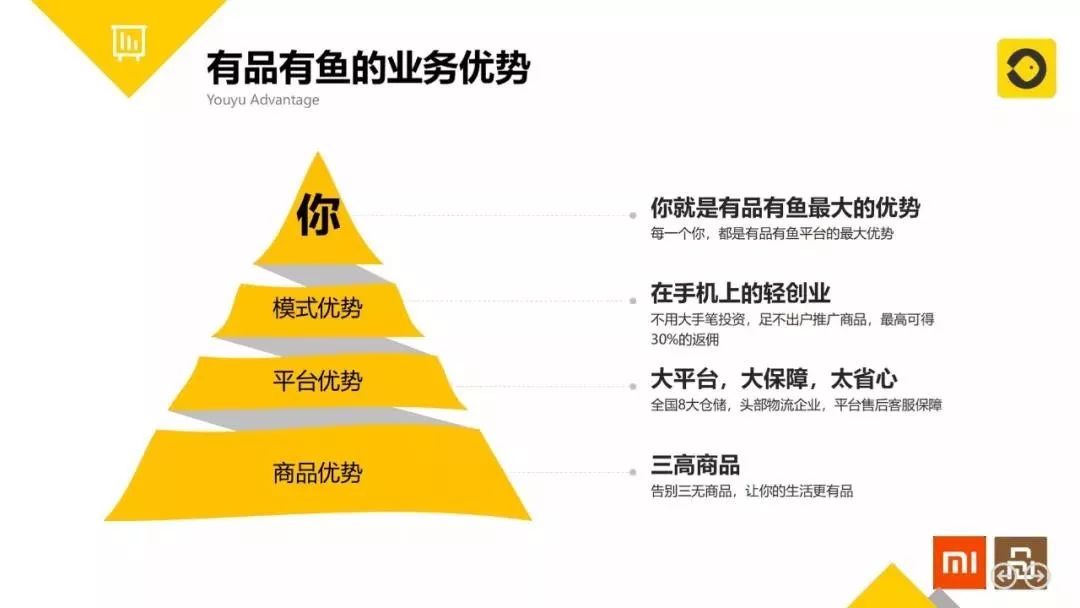 有品有鱼的业务优势
Youyu Advantage
你
你就是有品有鱼最大的优势
每一个你，都是有品有鱼平台的最大优势
模式优势
在手机上的轻创业
不用大手笔投资，足不出户推广商品，最高可得
30%的返佣
平台优势
大平台，大保障，太省心
全国8大仓储，头部物流企业，平台售后客服保障
商品优势
三高商品
告别三无商品，让你的生活更有品
mi